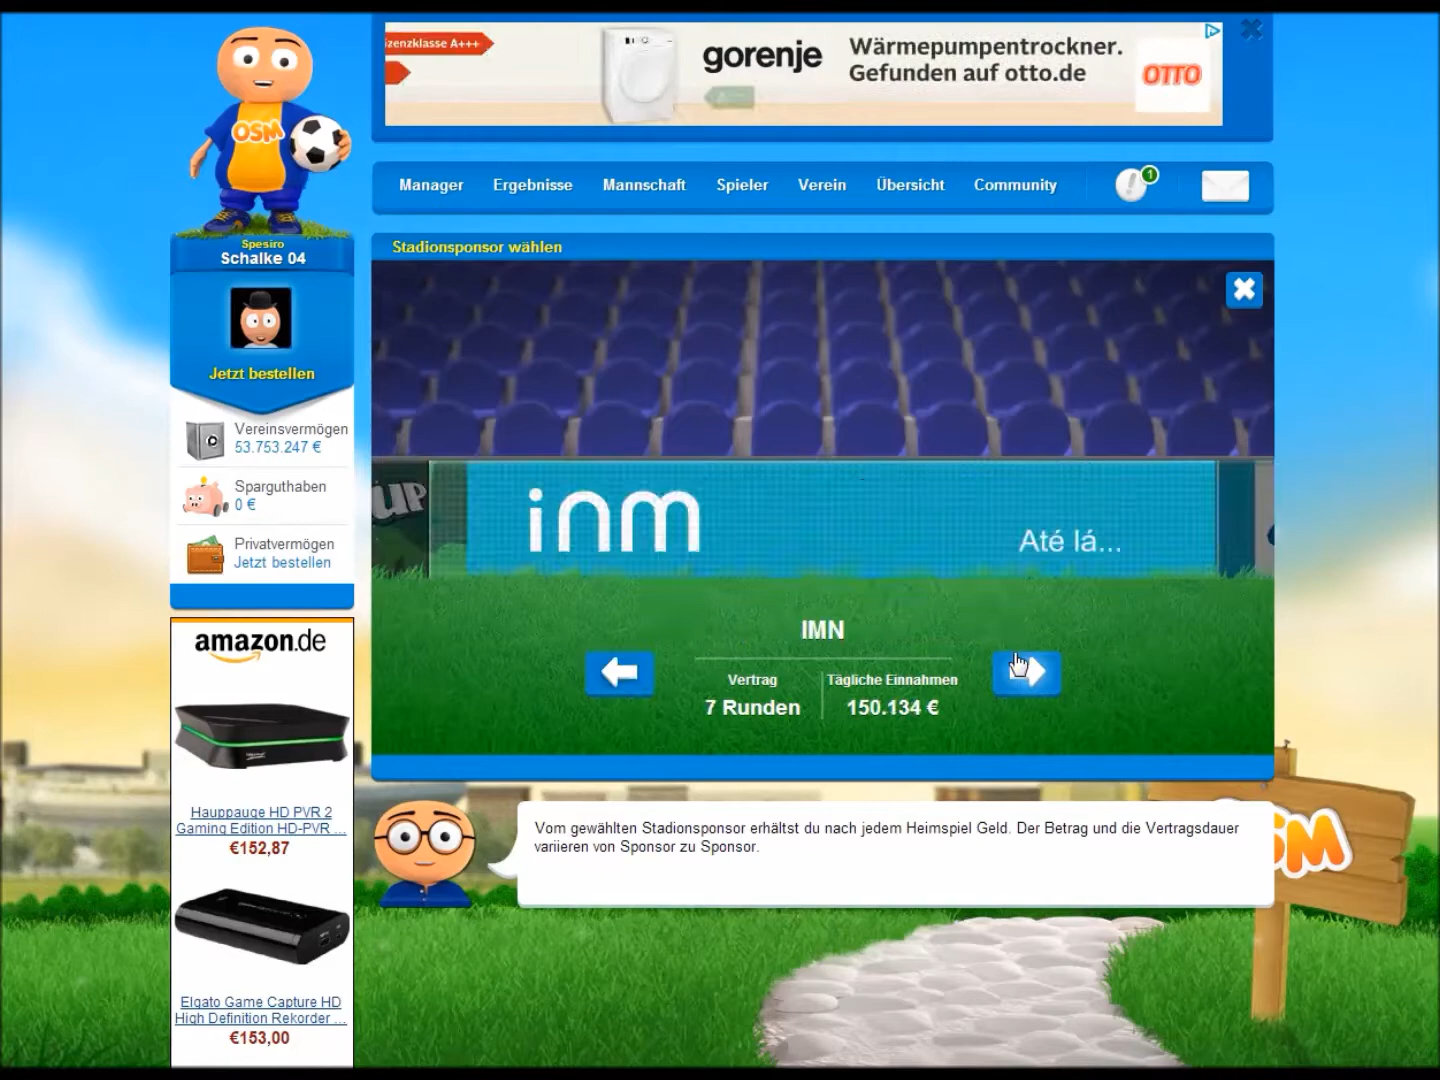 izenzklasse A+++
gorenje
Wärmepumpentrockner.
Gefunden auf otto.de
OTTO
OSM
Manager
Ergebnisse
Mannschaft
Spieler
Verein
Übersicht
Community
1
Spesiro
Schalke 04
Jetzt bestellen
Vereinsvermögen
53.753.247 €
Sparguthaben
0 €
Privatvermögen
Jetzt bestellen
amazon.de
Hauppauge HD PVR 2
Gaming Edition HD-PVR ...
€152,87
Elgato Game Capture HD
High Definition Rekorder ...
€153,00
Stadionsponsor wählen
UP
inm
Até lá...
IMN
Vertrag
7 Runden
Tägliche Einnahmen
150.134 €
Vom gewählten Stadionsponsor erhältst du nach jedem Heimspiel Geld. Der Betrag und die Vertragsdauer
variieren von Sponsor zu Sponsor.
SM